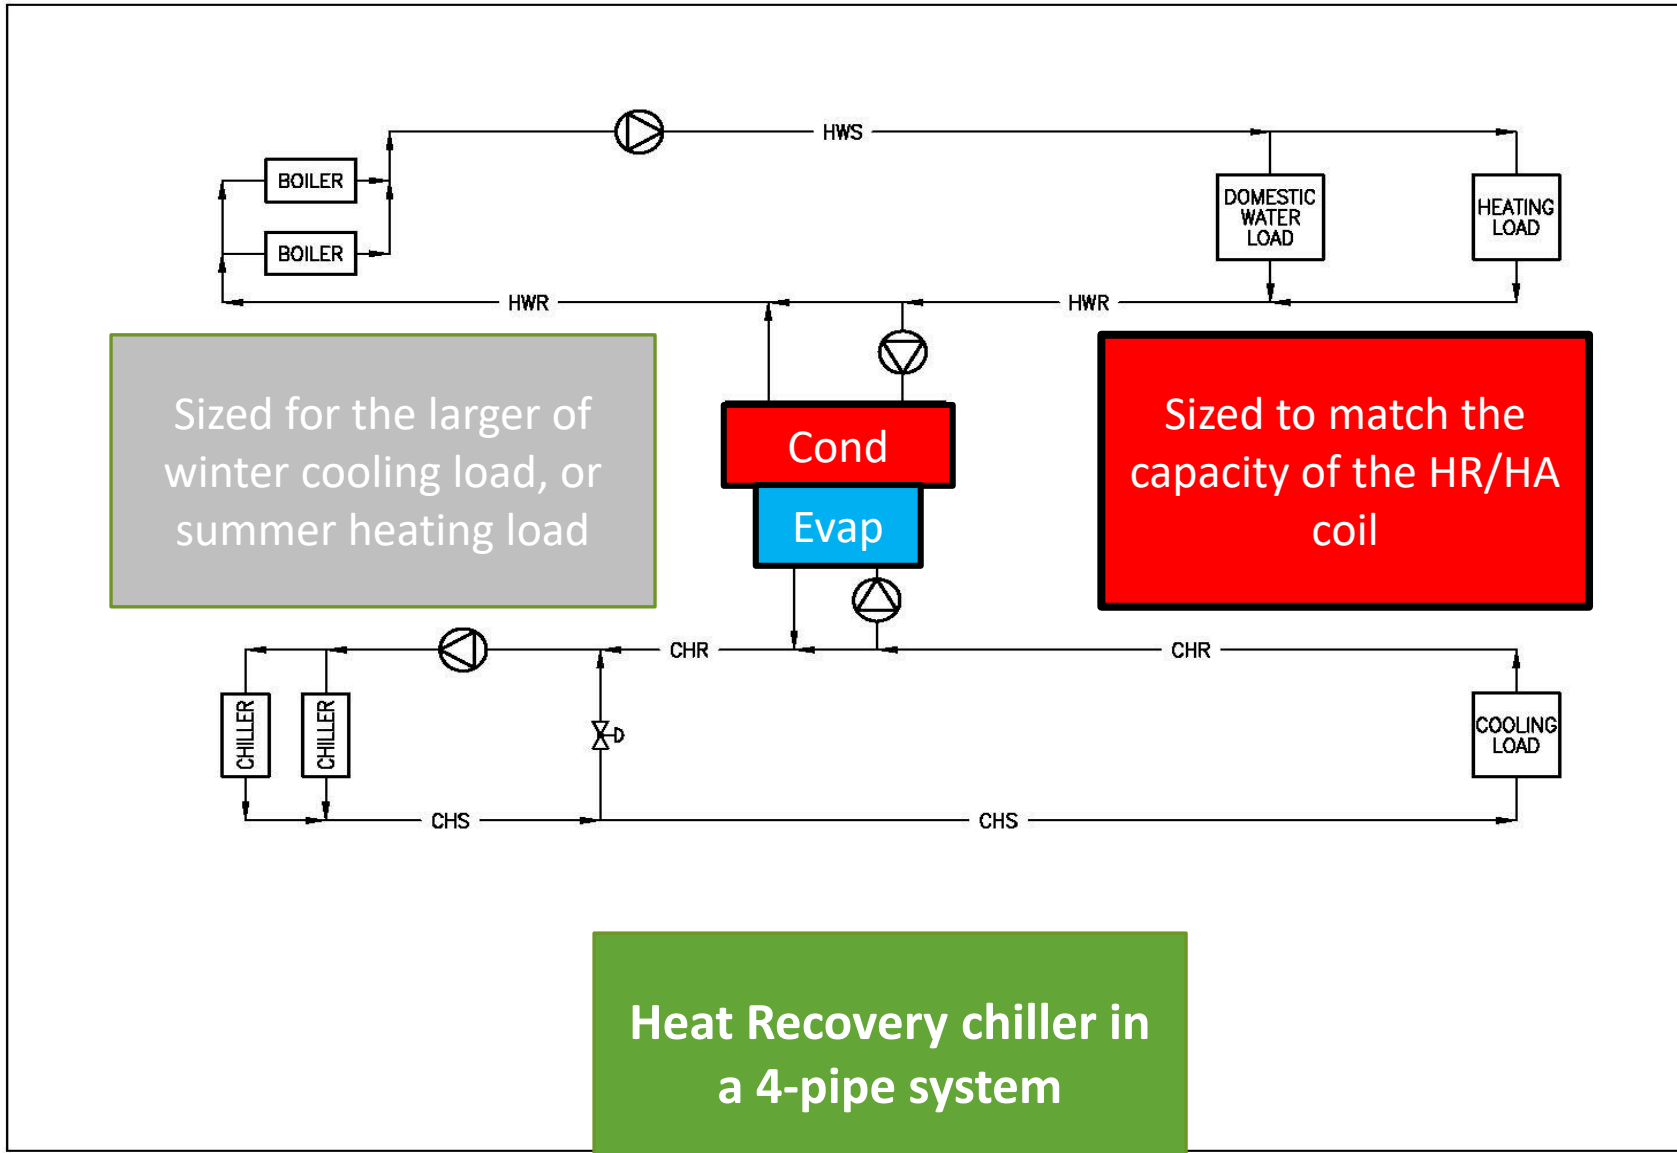 HWS
BOILER
BOILER
DOMESTIC
WATER
LOAD
HEATING
LOAD
HWR
HWR
Sized for the larger of
winter cooling load, or
summer heating load
Cond
Evap
Sized to match the
capacity of the HR/HA
coil
CHR
CHR
CHILLER
CHILLER
D
COOLING
LOAD
CHS
CHS
Heat Recovery chiller in
a 4-pipe system